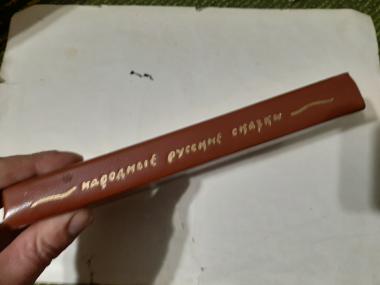 народные русские сказки